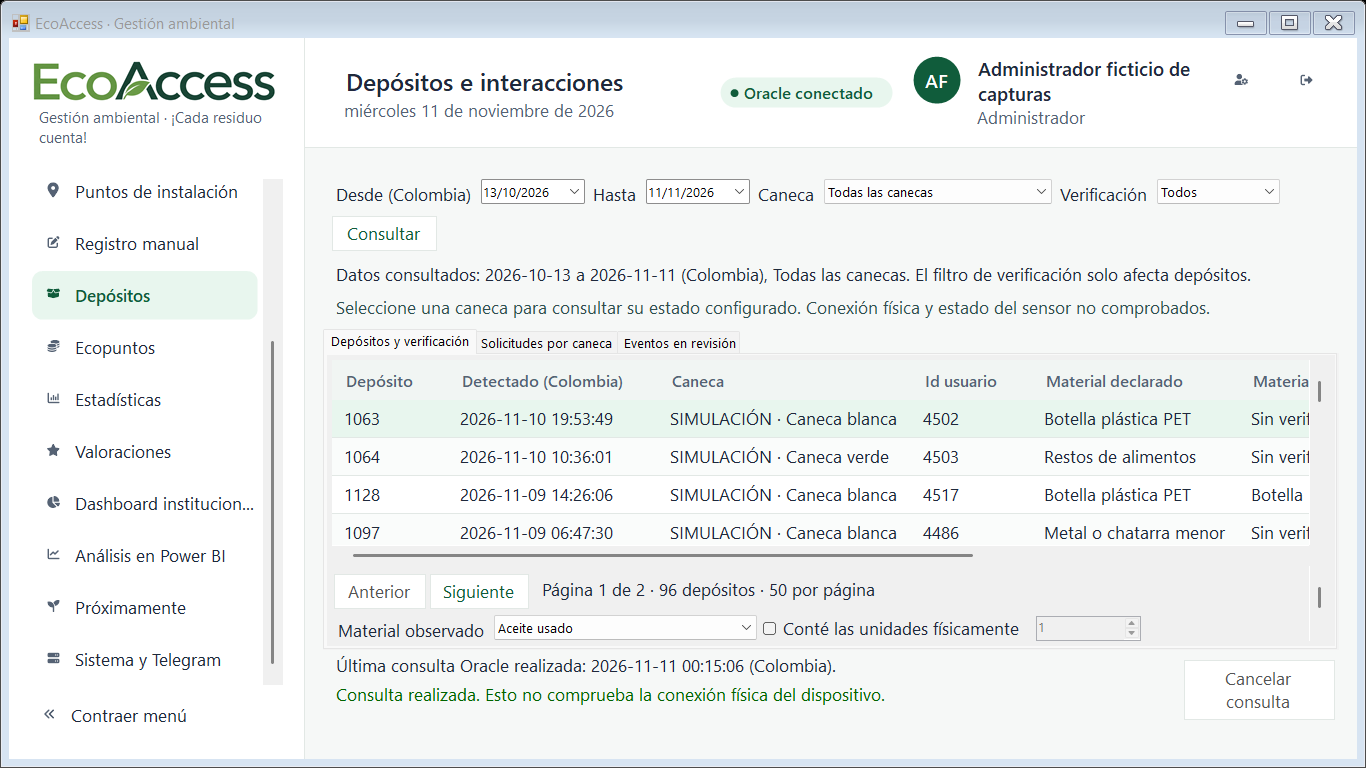 EcoAccess · Gestión ambiental
EcoAccess
Gestión ambiental · ¡Cada residuo
cuenta!
Puntos de instalación
Registro manual
Depósitos
Ecopuntos
Estadísticas
Valoraciones
Dashboard institucion...
Análisis en Power BI
Próximamente
Sistema y Telegram
Contraer menú
Depósitos e interacciones
miércoles 11 de noviembre de 2026
Oracle conectado
AF
Administrador ficticio de
capturas
Administrador
Desde (Colombia) 13/10/2026 Hasta 11/11/2026 Caneca Todas las canecas Verificación Todos
Consultar
Datos consultados: 2026-10-13 a 2026-11-11 (Colombia), Todas las canecas. El filtro de verificación solo afecta depósitos.
Seleccione una caneca para consultar su estado configurado. Conexión física y estado del sensor no comprobados.
Depósitos y verificación Solicitudes por caneca Eventos en revisión
Depósito Detectado (Colombia) Caneca Id usuario Material declarado Materia
1063 2026-11-10 19:53:49 SIMULACIÓN · Caneca blanca 4502 Botella plástica PET Sin verif
1064 2026-11-10 10:36:01 SIMULACIÓN · Caneca verde 4503 Restos de alimentos Sin verif
1128 2026-11-09 14:26:06 SIMULACIÓN · Caneca blanca 4517 Botella plástica PET Botella
1097 2026-11-09 06:47:30 SIMULACIÓN · Caneca blanca 4486 Metal o chatarra menor Sin verif
Anterior Siguiente Página 1 de 2 · 96 depósitos · 50 por página
Material observado Aceite usado Conté las unidades físicamente 1
Última consulta Oracle realizada: 2026-11-11 00:15:06 (Colombia).
Consulta realizada. Esto no comprueba la conexión física del dispositivo.
Cancelar
consulta